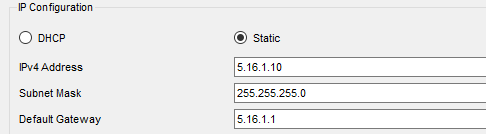 IP Configuration
DHCP Static
IPv4 Address 5.16.1.10
Subnet Mask 255.255.255.0
Default Gateway 5.16.1.1